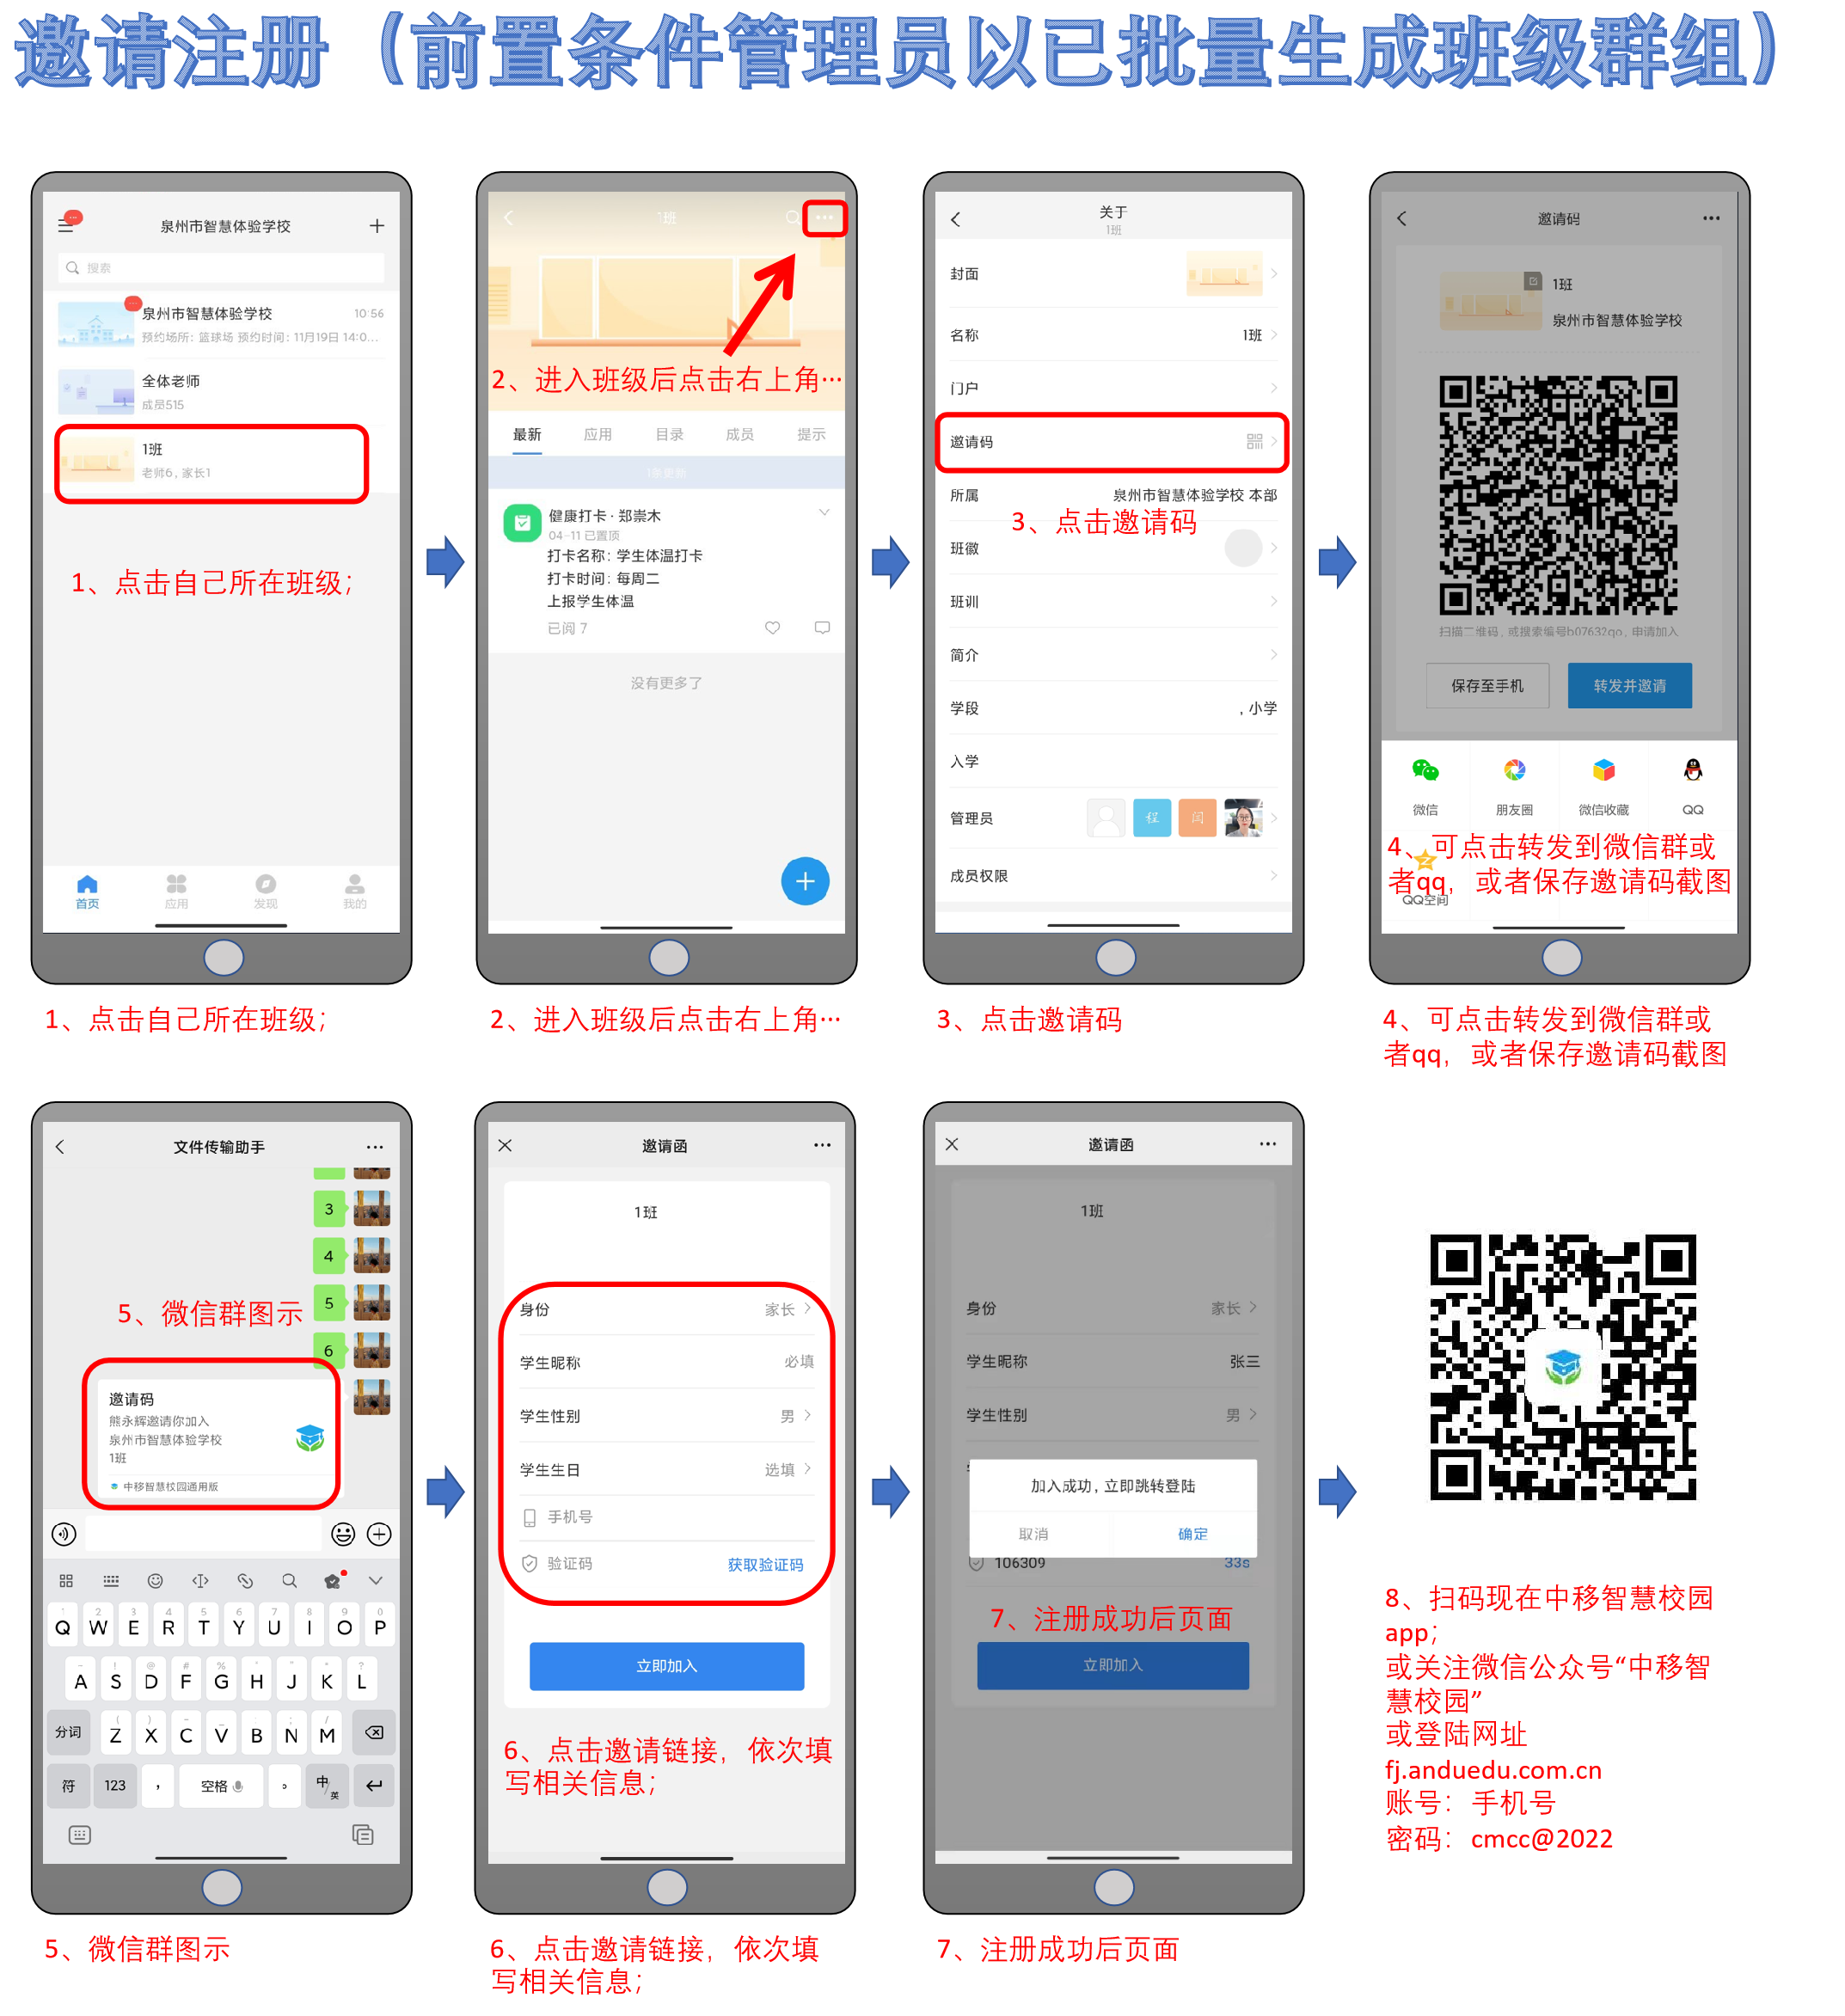 邀请注册（前置条件管理员以已批量生成班级群组）
泉州市智慧体验学校
搜索
泉州市智慧体验学校 10:56
预约场所：篮球场 预约时间：11月19日 14:0...
全体老师
成员515
1班
老师6，家长1
1、点击自己所在班级；
首页 应用 发现 我的
1班
2、进入班级后点击右上角…
最新 应用 目录 成员 提示
1年更新
健康打卡·郑崇木
04-11 已置顶
打卡名称：学生体温打卡
打卡时间：每周二
上报学生体温
已阅 7
没有更多了
关于
1班
封面
名称 1班
门户
邀请码
所属 泉州市智慧体验学校 本部
3、点击邀请码
班徽
班训
简介
学段 ，小学
入学
管理员 程 闫
成员权限
邀请码
1班
泉州市智慧体验学校
扫描二维码，或搜索编号b07632qo，申请加入
保存至手机 转发并邀请
微信 朋友圈 微信收藏 QQ
4、可点击转发到微信群或
者qq，或者保存邀请码截图
QQ空间
1、点击自己所在班级；
2、进入班级后点击右上角…
3、点击邀请码
4、可点击转发到微信群或
者qq，或者保存邀请码截图
文件传输助手
3
4
5
5、微信群图示
6
邀请码
熊永辉邀请你加入
泉州市智慧体验学校
1班
中移智慧校园通用版
1 2 3 4 5 6 7 8 9 0
Q W E R T Y U I O P
A S D F G H J K L
分词 Z X C V B N M
符 123 ， 空格 。 中/英
邀请函
1班
身份 家长
学生昵称 必填
学生性别 男
学生生日 选填
手机号
验证码 获取验证码
立即加入
6、点击邀请链接，依次填
写相关信息；
邀请函
1班
身份 家长
学生昵称 张三
学生性别 男
加入成功，立即跳转登陆
取消 确定
106309 33s
7、注册成功后页面
立即加入
8、扫码现在中移智慧校园
app；
或关注微信公众号“中移智
慧校园”
或登陆网址
fj.anduedu.com.cn
账号：手机号
密码：cmcc@2022
5、微信群图示
6、点击邀请链接，依次填
写相关信息；
7、注册成功后页面